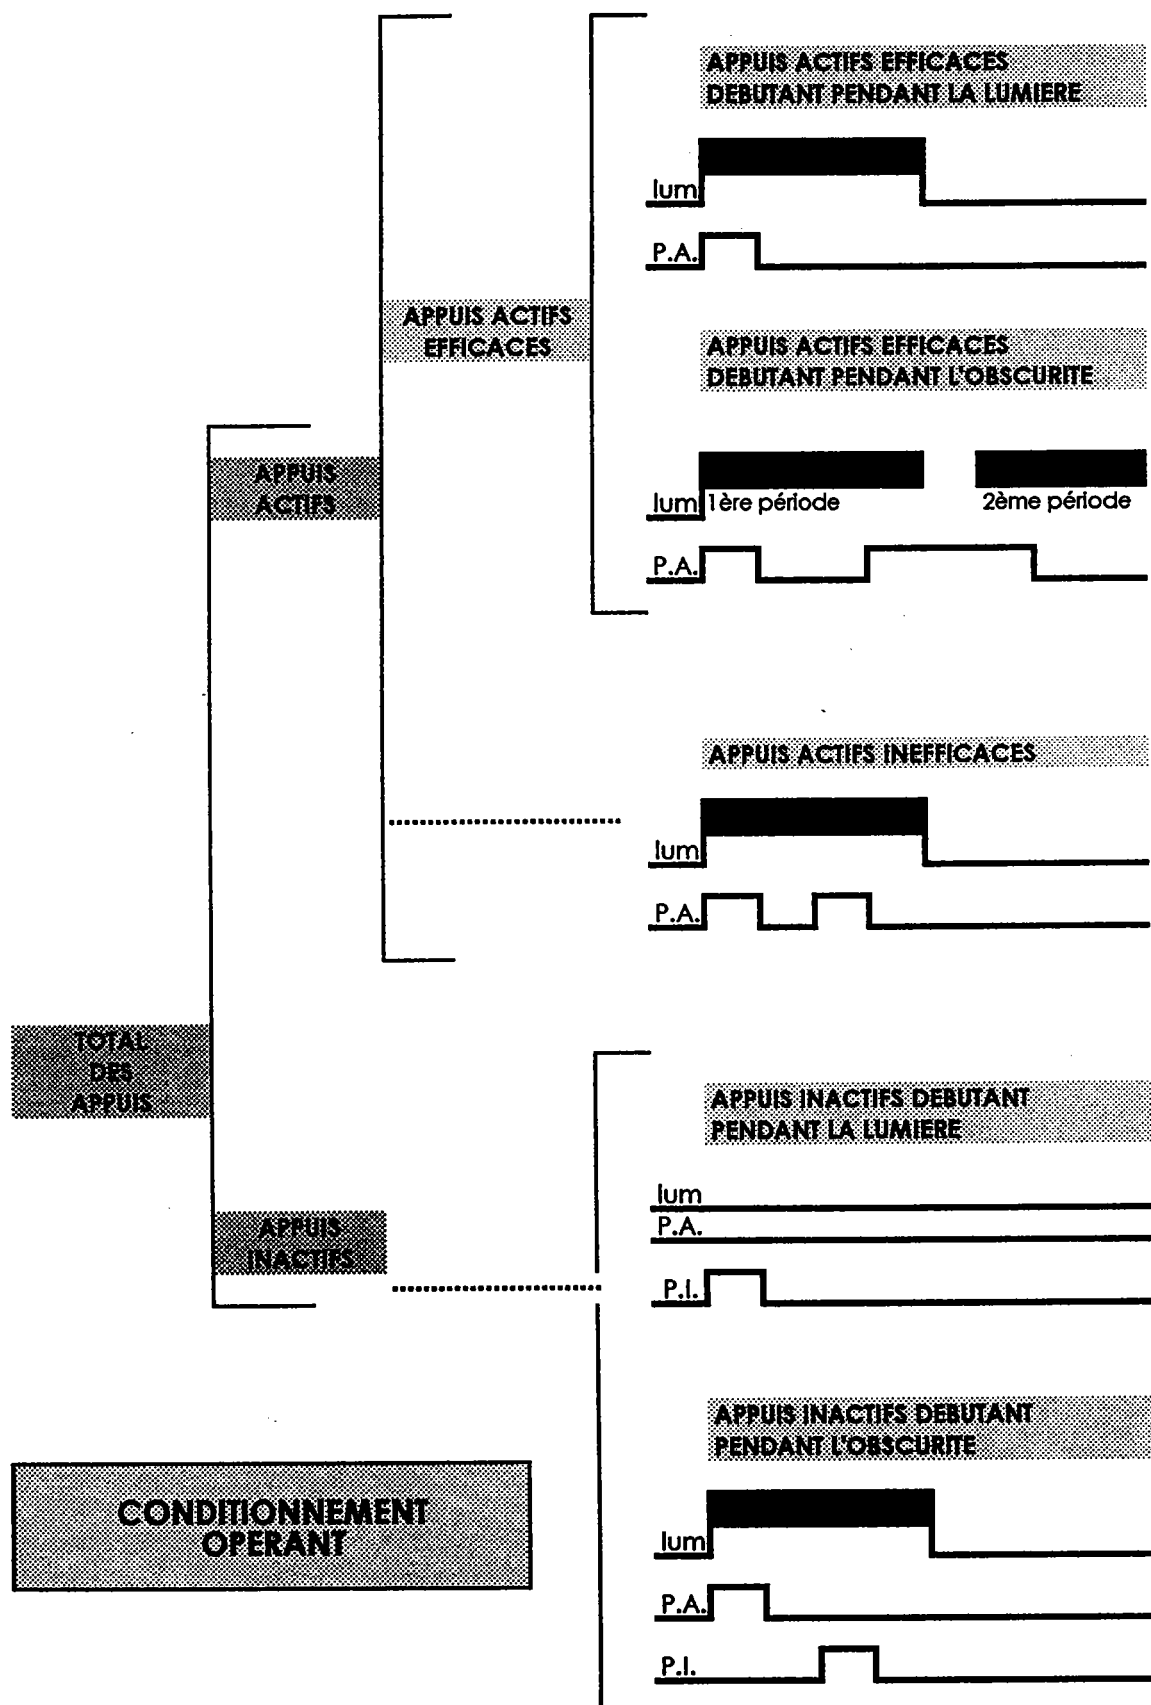 APPUIS ACTIFS EFFICACES
DEBUTANT PENDANT LA LUMIERE
lum
P.A.
APPUIS ACTIFS
EFFICACES
APPUIS ACTIFS EFFICACES
DEBUTANT PENDANT L'OBSCURITE
APPUIS
ACTIFS
lum
1ère période
2ème période
P.A.
APPUIS ACTIFS INEFFICACES
lum
P.A.
TOTAL
DES
APPUIS
APPUIS INACTIFS DEBUTANT
PENDANT LA LUMIERE
lum
P.A.
APPUIS
INACTIFS
P.I.
APPUIS INACTIFS DEBUTANT
PENDANT L'OBSCURITE
CONDITIONNEMENT
OPERANT
lum
P.A.
P.I.